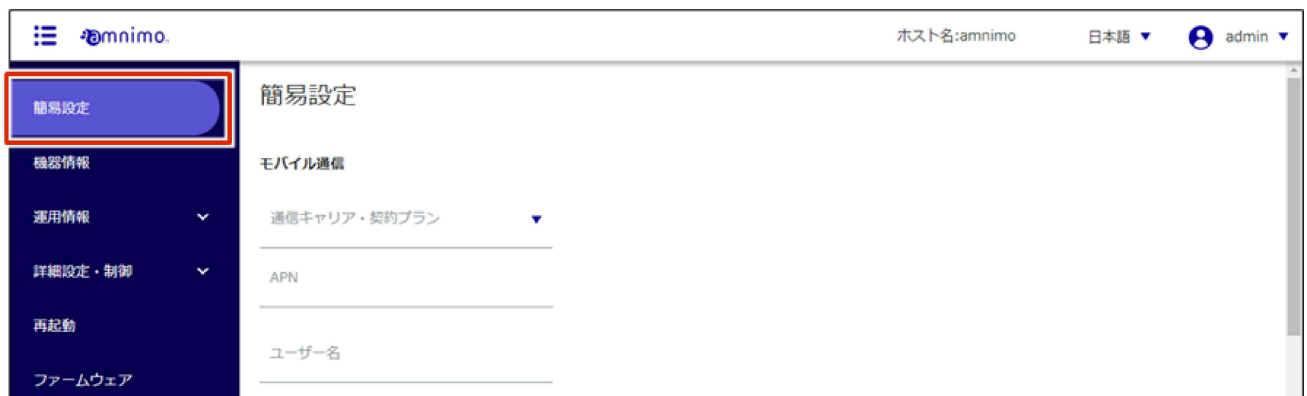 amnimo.
ホスト名:amnimo
日本語
admin
簡易設定
機器情報
運用情報
詳細設定・制御
再起動
ファームウェア
簡易設定
モバイル通信
通信キャリア・契約プラン
APN
ユーザー名